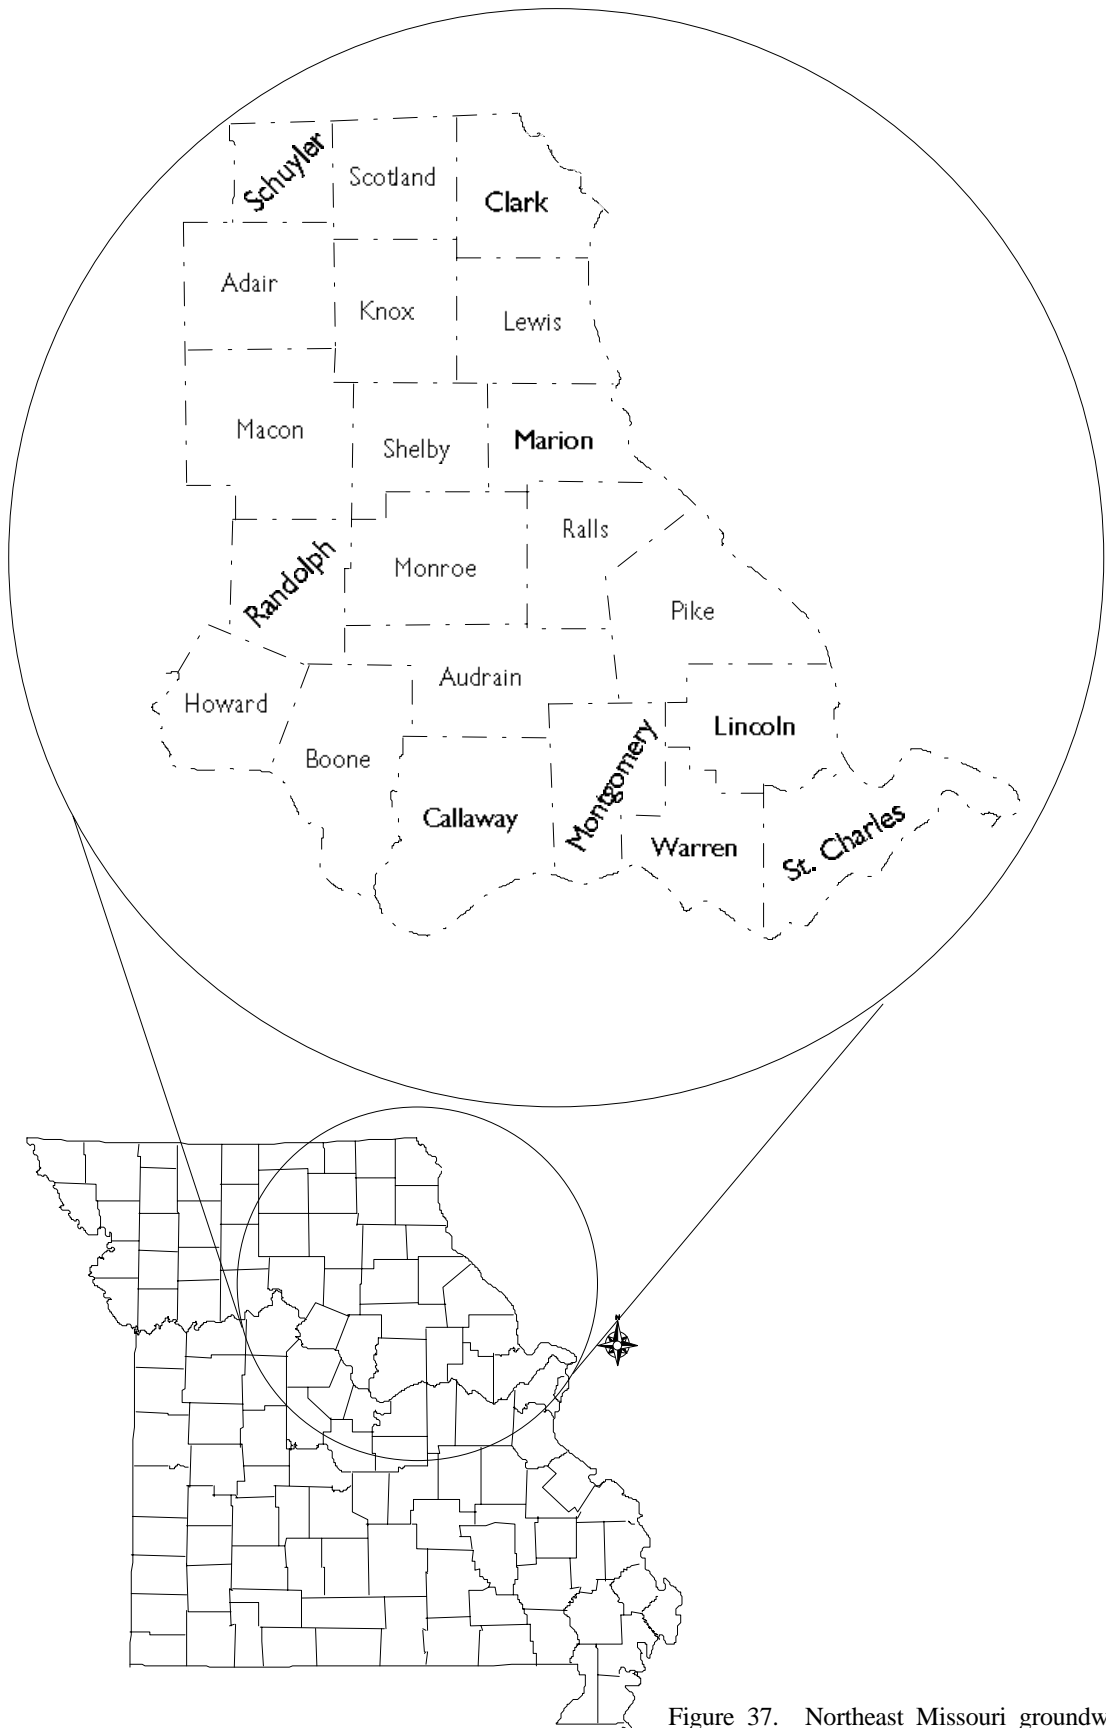 Schuyler
Scotland
Clark
Adair
Knox
Lewis
Macon
Shelby
Marion
Randolph
Monroe
Ralls
Pike
Howard
Boone
Audrain
Callaway
Montgomery
Lincoln
Warren
St. Charles
N
Figure 37. Northeast Missouri groundw